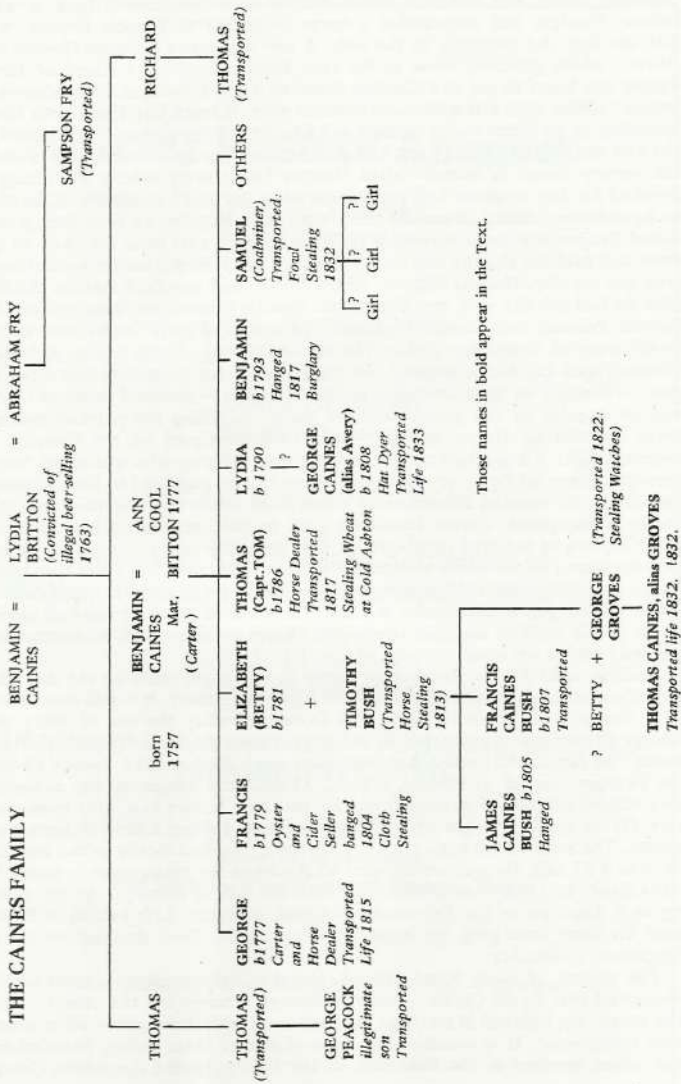 THE CAINES FAMILY
BENJAMIN CAINES = LYDIA BRITTON = ABRAHAM FRY
(Convicted of
illegal beer-selling
1763)
SAMPSON FRY
(Transported)
THOMAS
born
1757
BENJAMIN CAINES = ANN COOL
Mar. BITTON 1777
(Carter)
RICHARD
THOMAS
(Transported)
GEORGE
PEACOCK
illegitimate
son
Transported
GEORGE
b1777
Carter
and
Horse
Dealer
Transported
Life 1815
FRANCIS
b1779
Oyster
and
Cider
Seller
hanged
1804
Cloth
Stealing
ELIZABETH
(BETTY)
b1781
+
TIMOTHY
BUSH
(Transported
Horse
Stealing
1813)
THOMAS
(Capt.TOM)
b1786
Horse Dealer
Transported
1817
Stealing Wheat
at Cold Ashton
LYDIA
b 1790
?
GEORGE
CAINES
(alias Avery)
b 1808
Hat Dyer
Transported
Life 1833
BENJAMIN
b1793
Hanged
1817
Burglary
SAMUEL
(Coalminer)
Transported:
Fowl
Stealing
1832
? ? ?
Girl Girl Girl
OTHERS
THOMAS
(Transported)
JAMES
CAINES
BUSH b1805
Hanged
FRANCIS
CAINES
BUSH
b1807
Transported
Those names in bold appear in the Text.
? BETTY + GEORGE GROVES
(Transported 1822:
Stealing Watches)
THOMAS CAINES, alias GROVES
Transported life 1832. 1832.